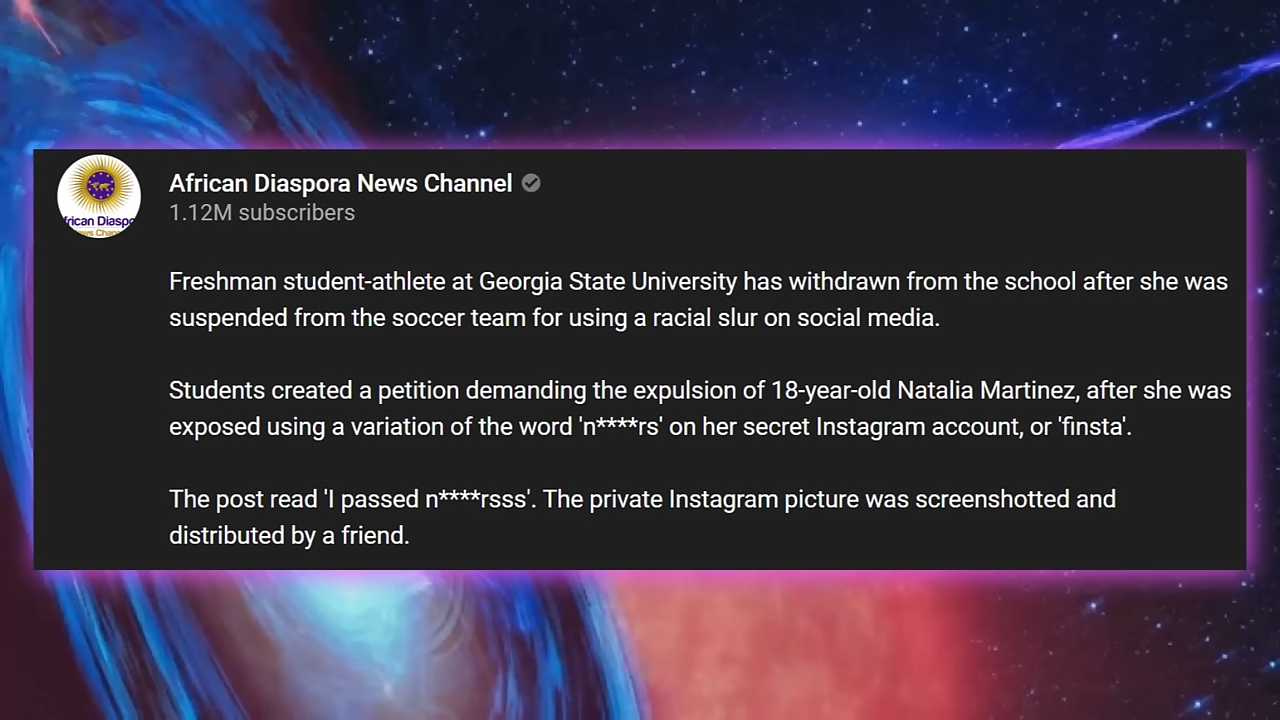 African Diaspora News Channel
1.12M subscribers
rican Diaspo
ws Chan
Freshman student-athlete at Georgia State University has withdrawn from the school after she was
suspended from the soccer team for using a racial slur on social media.
Students created a petition demanding the expulsion of 18-year-old Natalia Martinez, after she was
exposed using a variation of the word 'n****rs' on her secret Instagram account, or 'finsta'.
The post read 'I passed n****rsss'. The private Instagram picture was screenshotted and
distributed by a friend.